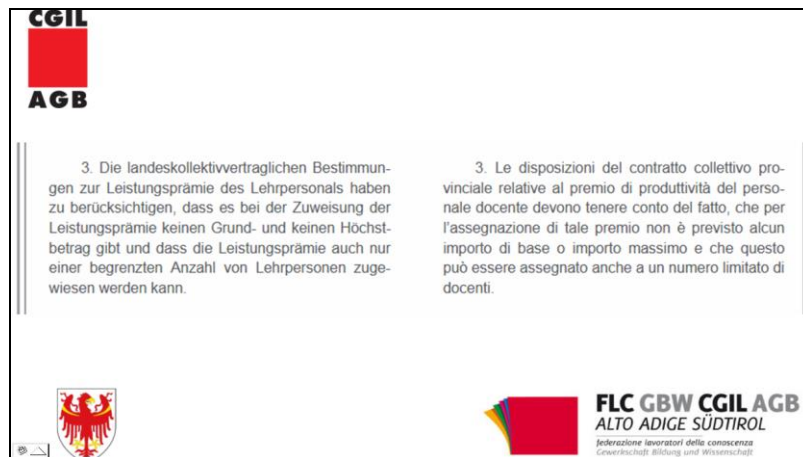 CGIL
AGB
3. Die landeskollektivvertraglichen Bestimmun-
gen zur Leistungsprämie des Lehrpersonals haben
zu berücksichtigen, dass es bei der Zuweisung der
Leistungsprämie keinen Grund- und keinen Höchst-
betrag gibt und dass die Leistungsprämie auch nur
einer begrenzten Anzahl von Lehrpersonen zuge-
wiesen werden kann.
3. Le disposizioni del contratto collettivo pro-
vinciale relative al premio di produttività del perso-
nale docente devono tenere conto del fatto, che per
l'assegnazione di tale premio non è previsto alcun
importo di base o importo massimo e che questo
può essere assegnato anche a un numero limitato di
docenti.
FLC GBW CGIL AGB
ALTO ADIGE SÜDTIROL
federazione lavoratori della conoscenza
Gewerkschaft Bildung und Wissenschaft